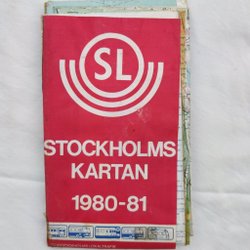 SL
STOCKHOLMS
KARTAN
1980-81